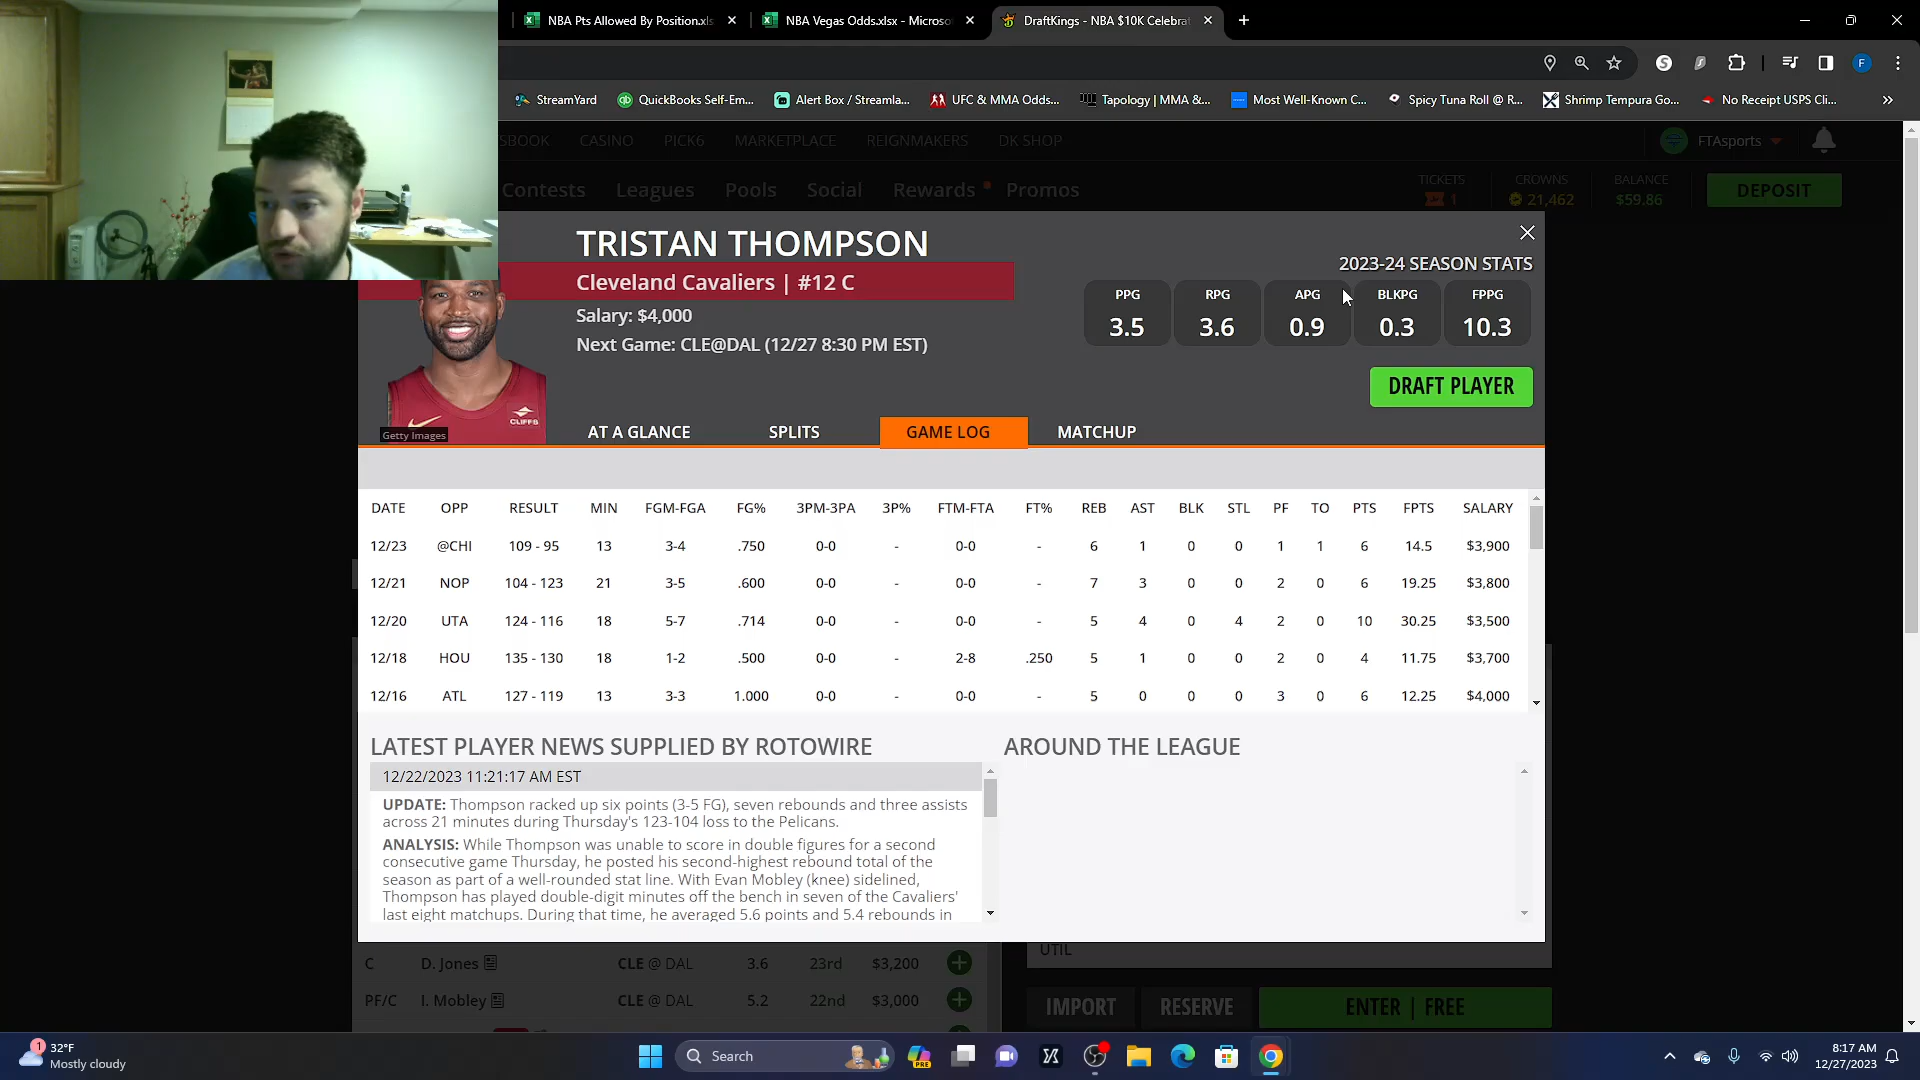 NBA Pts Allowed By Position.xls
NBA Vegas Odds.xlsx - Microso
DraftKings - NBA $10K Celebrat
StreamYard
QuickBooks Self-Em...
Alert Box / Streamla...
UFC & MMA Odds...
Tapology | MMA &...
Most Well-Known C...
Spicy Tuna Roll @ R...
Shrimp Tempura Go...
No Receipt USPS Cli...
SBOOK CASINO PICK6 MARKETPLACE REIGNMAKERS DK SHOP
FTAsports
Contests Leagues Pools Social Rewards Promos
TICKETS 1
CROWNS 21,462
BALANCE $59.86
DEPOSIT
TRISTAN THOMPSON
Cleveland Cavaliers | #12 C
Salary: $4,000
Next Game: CLE@DAL (12/27 8:30 PM EST)
2023-24 SEASON STATS
PPG RPG APG BLKPG FPPG
3.5 3.6 0.9 0.3 10.3
DRAFT PLAYER
CLIFFS
Getty Images
AT A GLANCE SPLITS GAME LOG MATCHUP
DATE OPP RESULT MIN FGM-FGA FG% 3PM-3PA 3P% FTM-FTA FT% REB AST BLK STL PF TO PTS FPTS SALARY
12/23 @CHI 109 - 95 13 3-4 .750 0-0 - 0-0 - 6 1 0 0 1 1 6 14.5 $3,900
12/21 NOP 104 - 123 21 3-5 .600 0-0 - 0-0 - 7 3 0 0 2 0 6 19.25 $3,800
12/20 UTA 124 - 116 18 5-7 .714 0-0 - 0-0 - 5 4 0 4 2 0 10 30.25 $3,500
12/18 HOU 135 - 130 18 1-2 .500 0-0 - 2-8 .250 5 1 0 0 2 0 4 11.75 $3,700
12/16 ATL 127 - 119 13 3-3 1.000 0-0 - 0-0 - 5 0 0 0 3 0 6 12.25 $4,000
LATEST PLAYER NEWS SUPPLIED BY ROTOWIRE
12/22/2023 11:21:17 AM EST
UPDATE: Thompson racked up six points (3-5 FG), seven rebounds and three assists
across 21 minutes during Thursday's 123-104 loss to the Pelicans.
ANALYSIS: While Thompson was unable to score in double figures for a second
consecutive game Thursday, he posted his second-highest rebound total of the
season as part of a well-rounded stat line. With Evan Mobley (knee) sidelined,
Thompson has played double-digit minutes off the bench in seven of the Cavaliers'
last eight matchups. During that time, he averaged 5.6 points and 5.4 rebounds in
AROUND THE LEAGUE
C D. Jones CLE @ DAL 3.6 23rd $3,200
PF/C I. Mobley CLE @ DAL 5.2 22nd $3,000
UTIL
IMPORT RESERVE ENTER | FREE
1
32°F
Mostly cloudy
Search
PRE
8:17 AM
12/27/2023